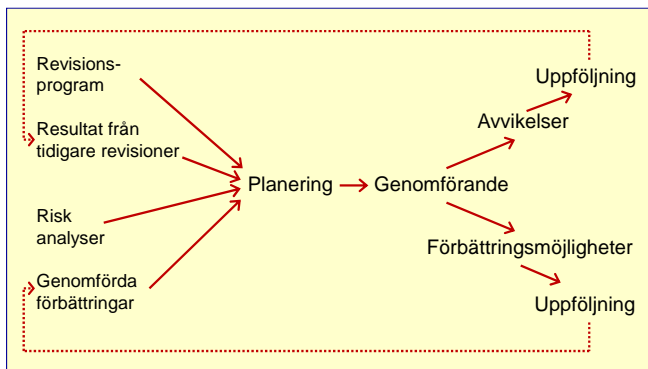 Revisions-
program
Resultat från
tidigare revisioner
Risk
analyser
Genomförda
förbättringar
Planering
Genomförande
Avvikelser
Uppföljning
Förbättringsmöjligheter
Uppföljning